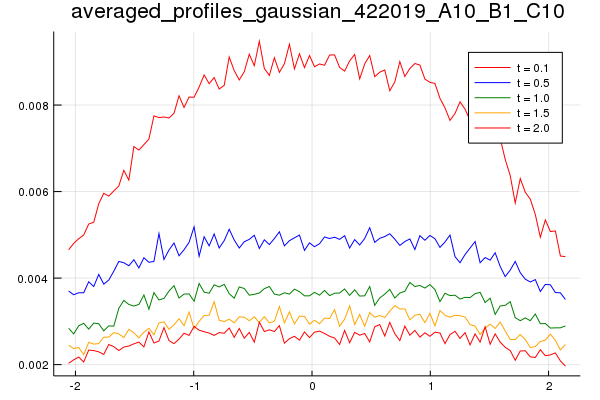 averaged_profiles_gaussian_422019_A10_B1_C10
t = 0.1
t = 0.5
t = 1.0
t = 1.5
t = 2.0
0.008
0.006
0.004
0.002
-2
-1
0
1
2